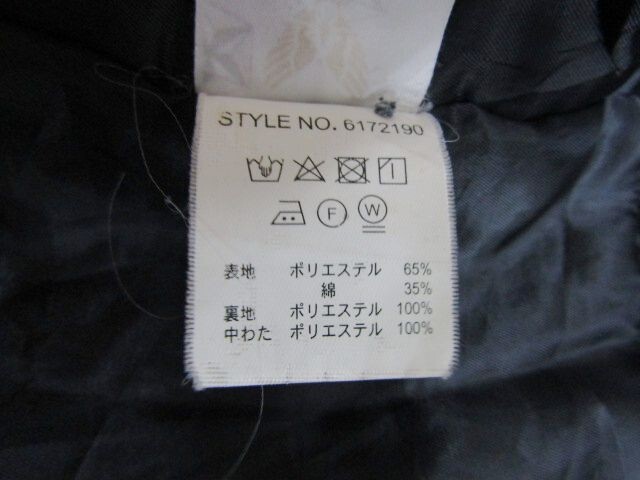 STYLE NO. 6172190
F W
表地 ポリエステル 65%
綿 35%
裏地 ポリエステル 100%
中わた ポリエステル 100%